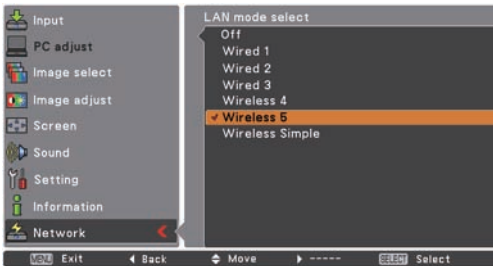 Input
PC adjust
Image select
Image adjust
Screen
Sound
Setting
Information
Network
LAN mode select
Off
Wired 1
Wired 2
Wired 3
Wireless 4
Wireless 5
Wireless Simple
MENU Exit Back Move ----- SELECT Select